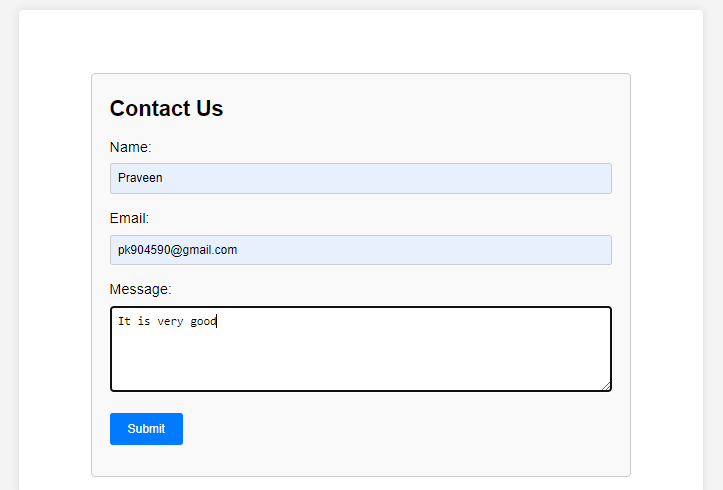 Contact Us
Name:
Praveen
Email:
pk904590@gmail.com
Message:
It is very good
Submit